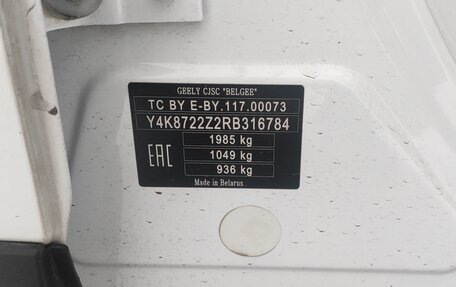 GEELY CJSC "BELGEE"
TC BY E-BY.117.00073
Y4K8722Z2RB316784
1985 kg
EAC
1049 kg
936 kg
Made in Belarus